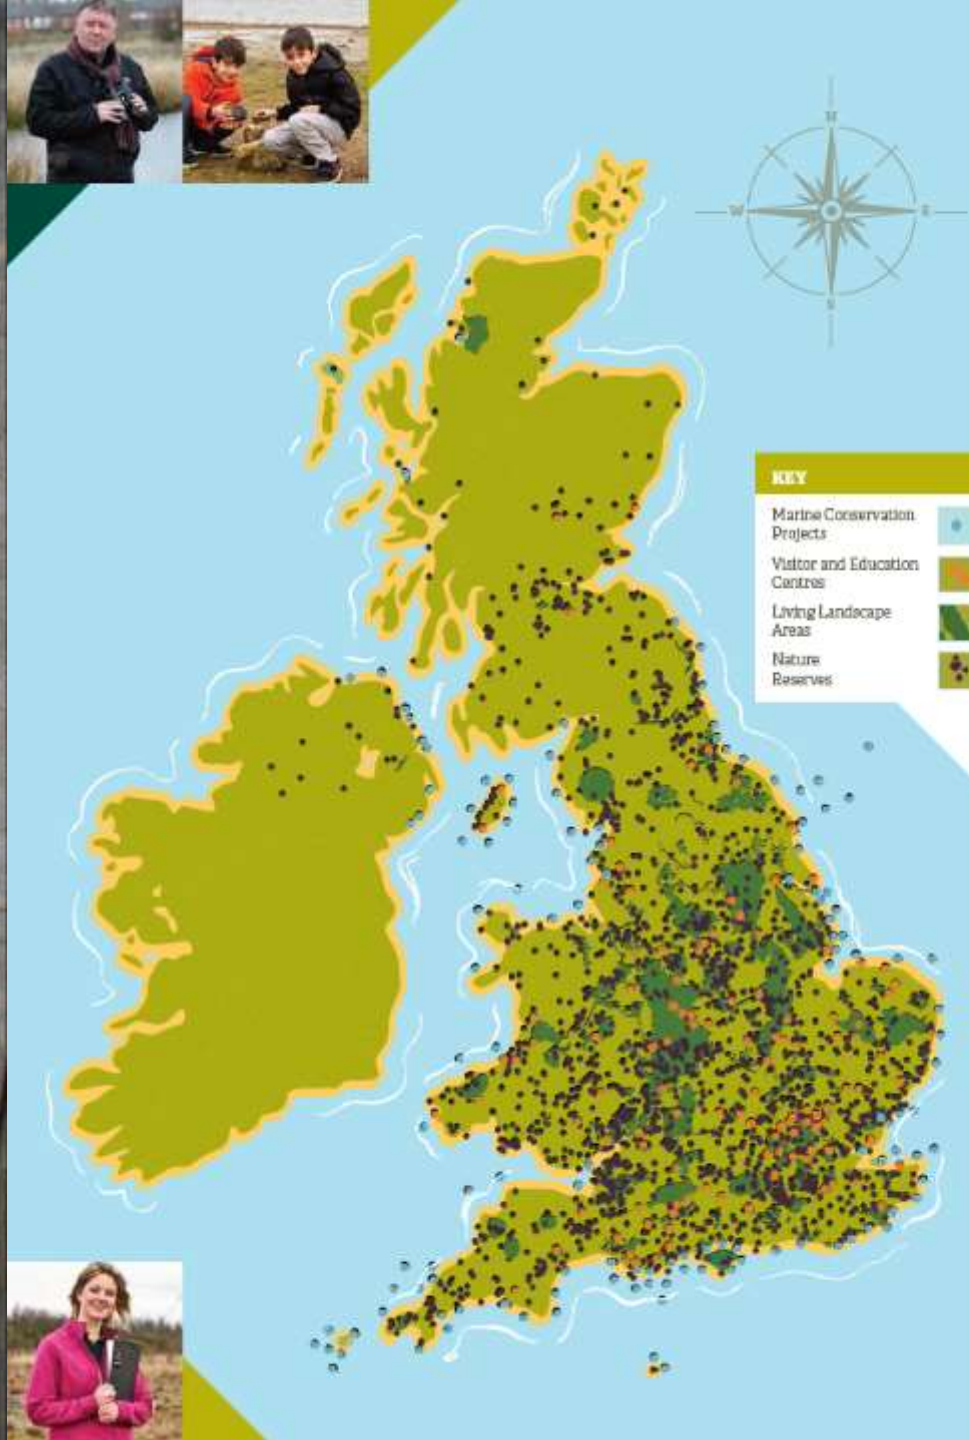 N
W
E
S
KEY
Marine Conservation
Projects
Visitor and Education
Centres
Living Landscape
Areas
Nature
Reserves